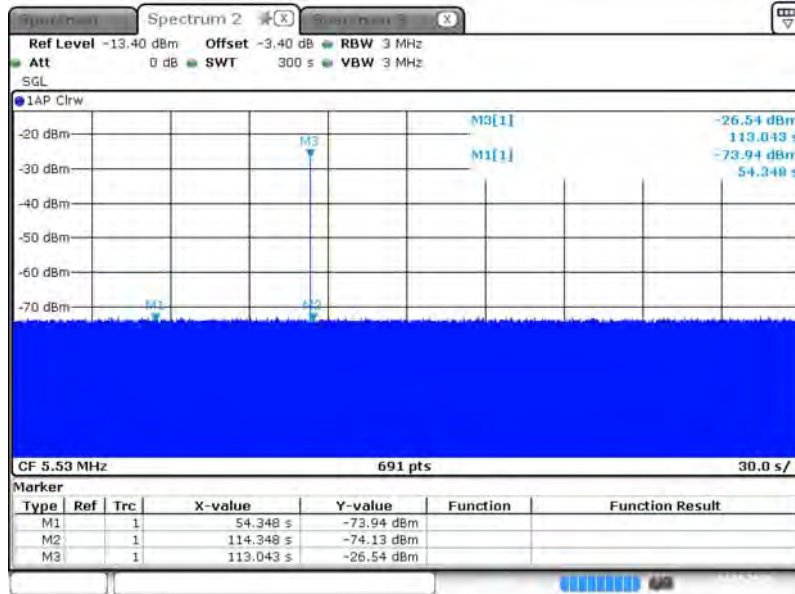 Spectrum Spectrum 2 X Spectrum 3 X
Ref Level -13.40 dBm Offset -3.40 dB RBW 3 MHz
Att 0 dB SWT 300 s VBW 3 MHz
SGL
1AP Clrw
M3[1] -26.54 dBm
113.043 s
M1[1] -73.94 dBm
54.348 s
-20 dBm
M3
-30 dBm
-40 dBm
-50 dBm
-60 dBm
-70 dBm
M1 M2
CF 5.53 MHz 691 pts 30.0 s/
Marker
Type Ref Trc X-value Y-value Function Function Result
M1 1 54.348 s -73.94 dBm
M2 1 114.348 s -74.13 dBm
M3 1 113.043 s -26.54 dBm